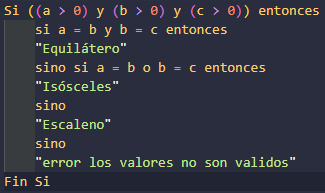 Si ((a > 0) y (b > 0) y (c > 0)) entonces
si a = b y b = c entonces
"Equilátero"
sino si a = b o b = c entonces
"Isósceles"
sino
"Escaleno"
sino
"error los valores no son validos"
Fin Si